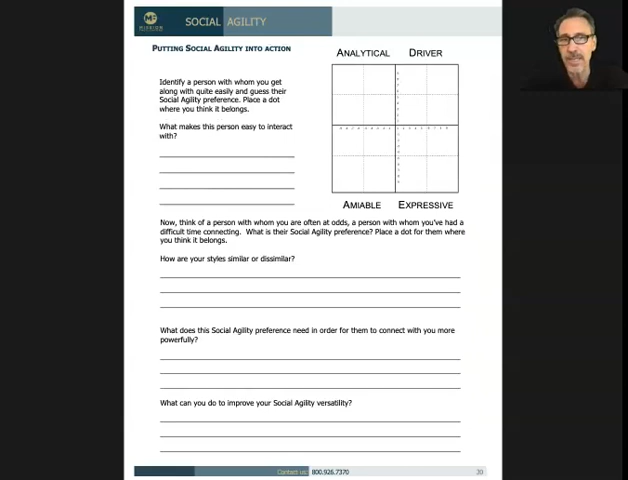 MF
MISSION
SOCIAL AGILITY
PUTTING SOCIAL AGILITY INTO ACTION
ANALYTICAL DRIVER
Identify a person with whom you get
along with quite easily and guess their
Social Agility preference. Place a dot
where you think it belongs.
What makes this person easy to interact
with?
AMIABLE EXPRESSIVE
Now, think of a person with whom you are often at odds, a person with whom you've had a
difficult time connecting. What is their Social Agility preference? Place a dot for them where
you think it belongs.
How are your styles similar or dissimilar?
What does this Social Agility preference need in order for them to connect with you more
powerfully?
What can you do to improve your Social Agility versatility?
Contact us: 800.926.7370
20